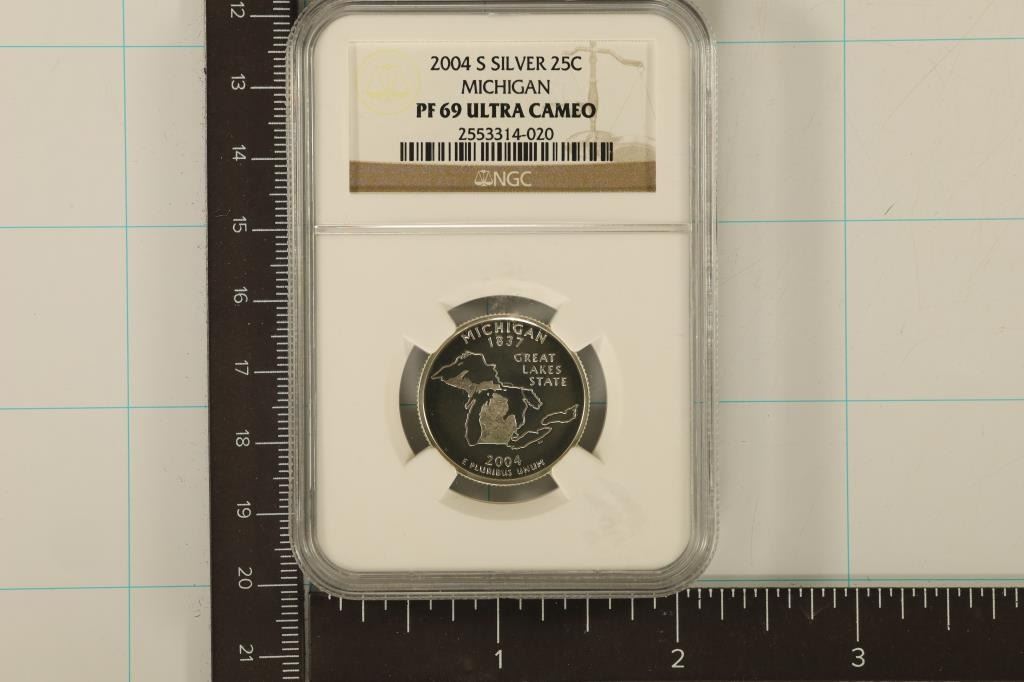 2004 S SILVER 25C
MICHIGAN
PF 69 ULTRA CAMEO
2553314-020
NGC
MICHIGAN
1837
GREAT
LAKES
STATE
2004
E PLURIBUS UNUM
12
13
14
15
16
17
18
19
20
21
1 2 3